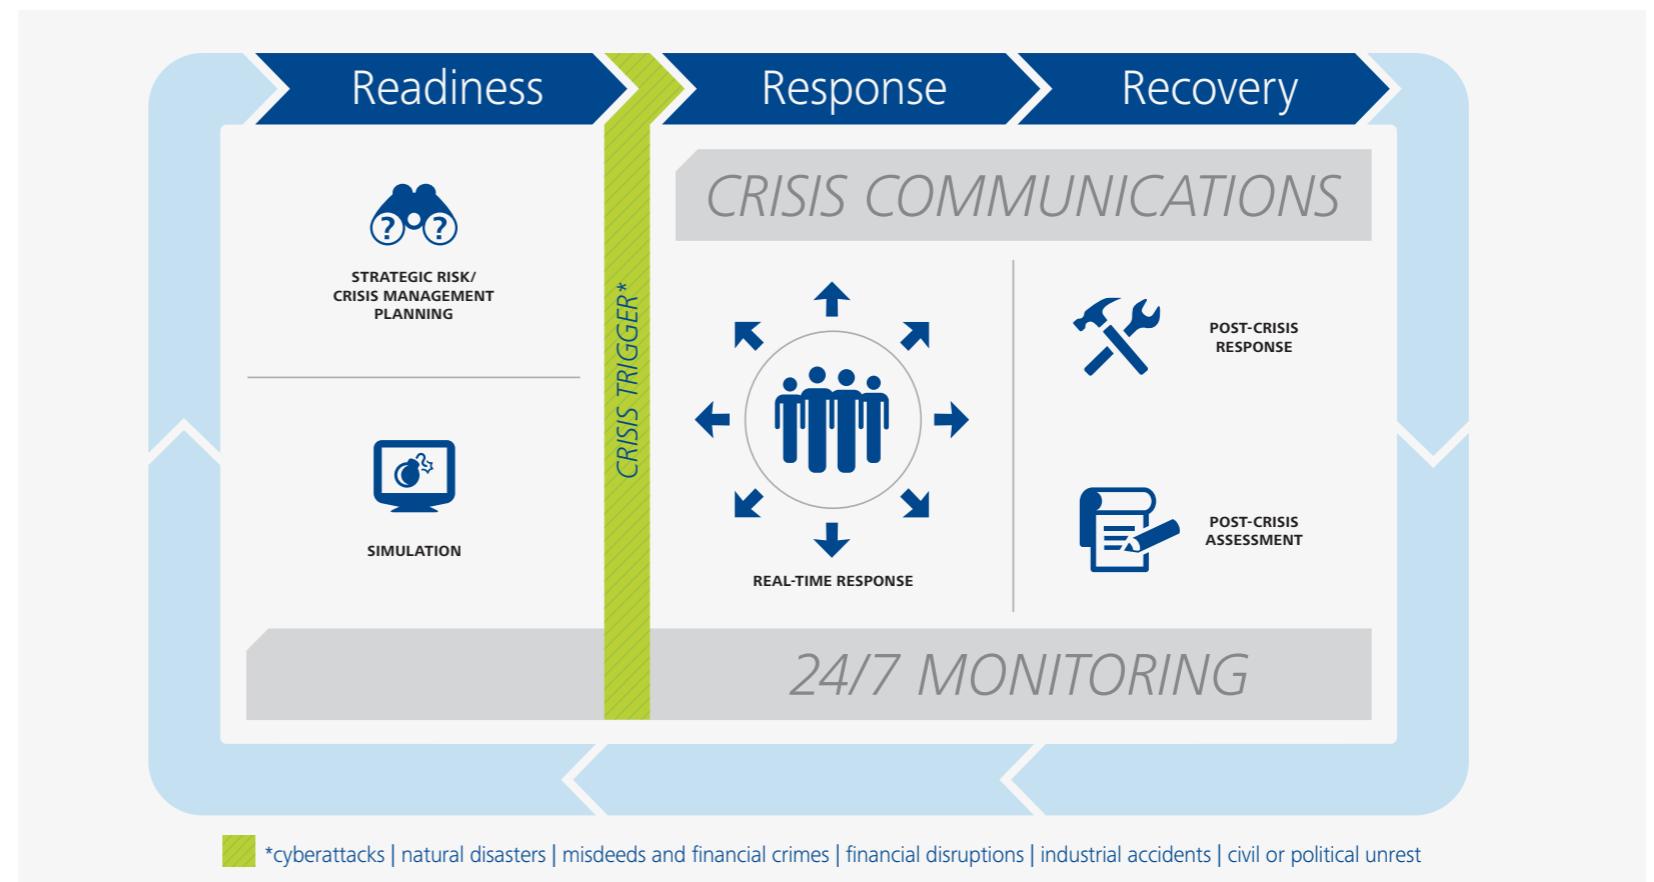 Readiness
Response
Recovery
CRISIS COMMUNICATIONS
? ?
STRATEGIC RISK/
CRISIS MANAGEMENT
PLANNING
SIMULATION
CRISIS TRIGGER*
REAL-TIME RESPONSE
POST-CRISIS
RESPONSE
POST-CRISIS
ASSESSMENT
24/7 MONITORING
*cyberattacks | natural disasters | misdeeds and financial crimes | financial disruptions | industrial accidents | civil or political unrest